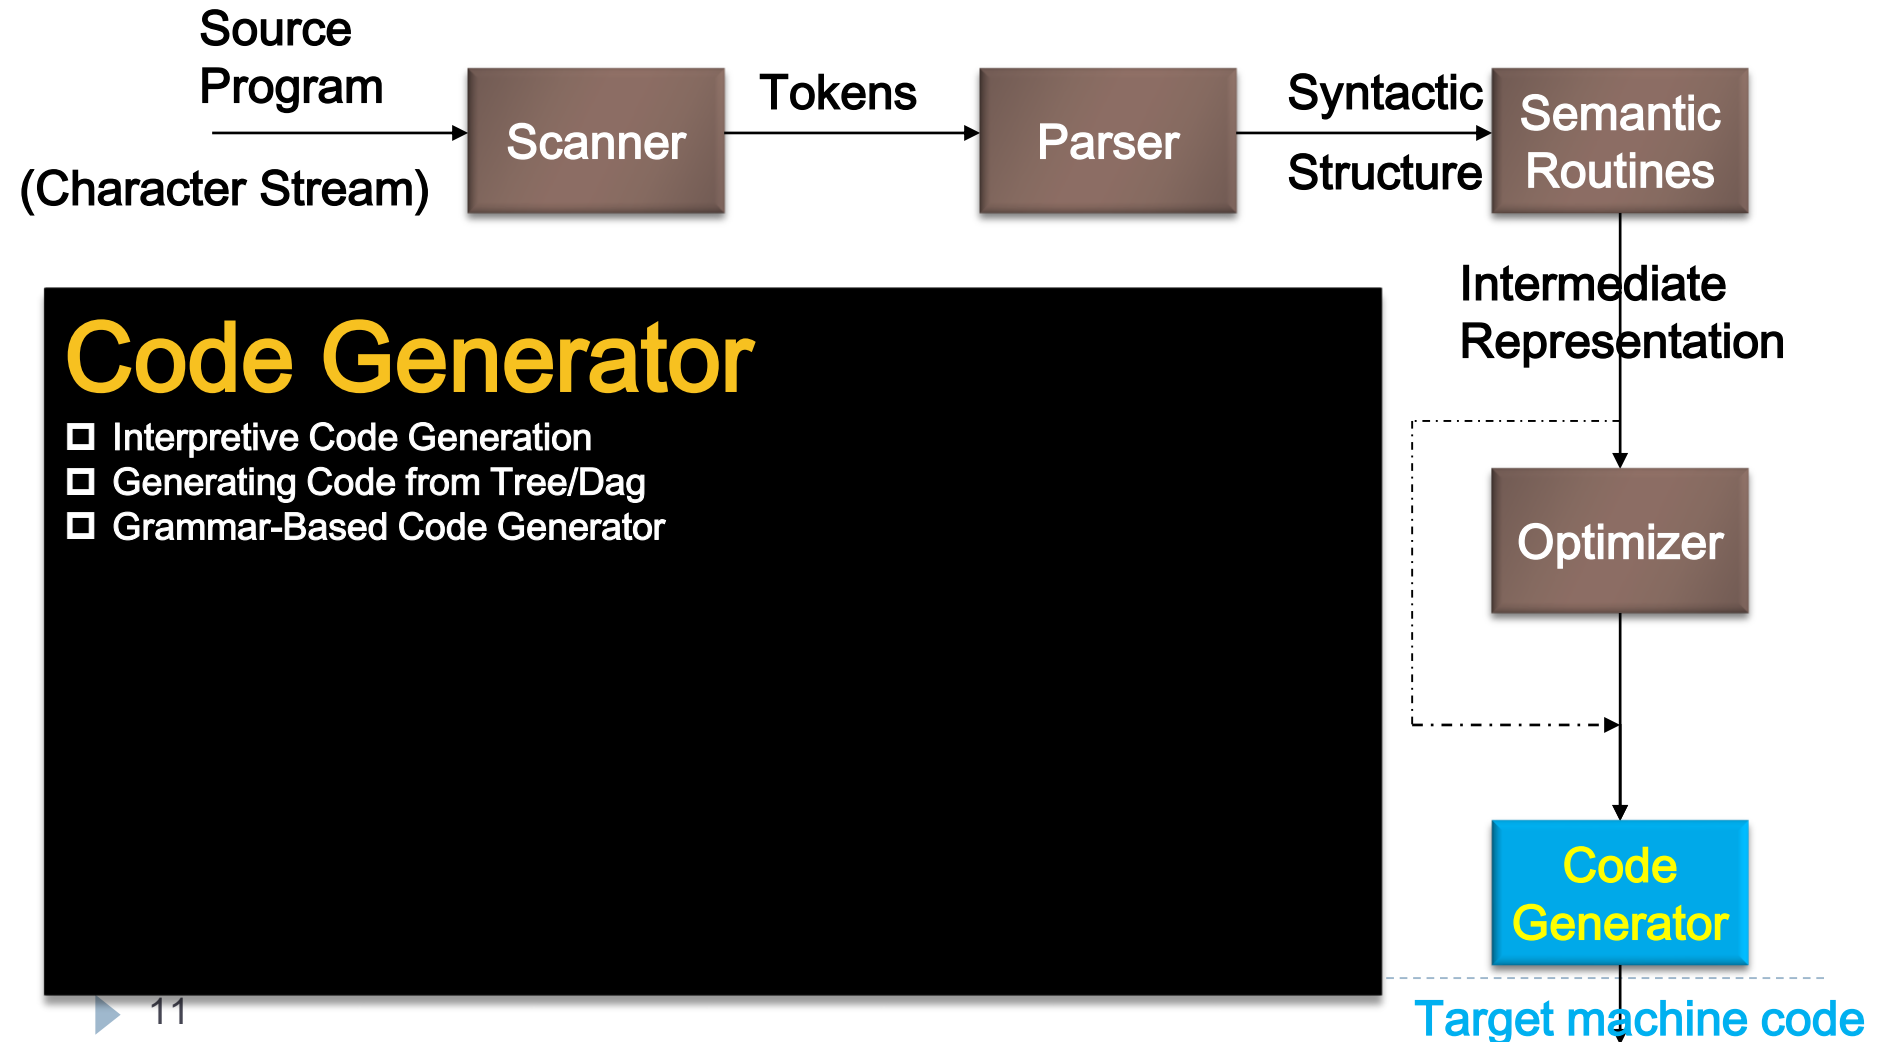 Source
Program
(Character Stream)
Scanner
Tokens
Parser
Syntactic
Structure
Semantic
Routines
Intermediate
Representation
Code Generator
Interpretive Code Generation
Generating Code from Tree/Dag
Grammar-Based Code Generator
Optimizer
Code
Generator
Target machine code
11